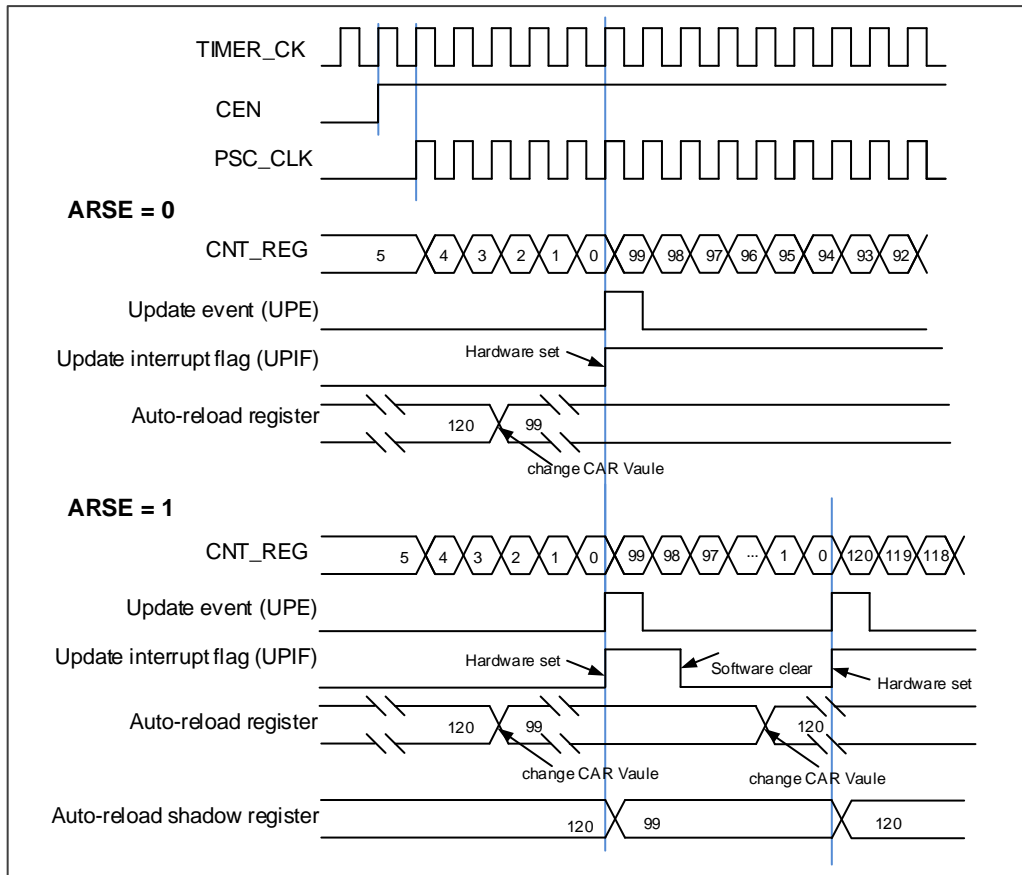 TIMER_CK
CEN
PSC_CLK
ARSE = 0
CNT_REG 5 4 3 2 1 0 99 98 97 96 95 94 93 92
Update event (UPE)
Update interrupt flag (UPIF) Hardware set
Auto-reload register 120 99
change CAR Vaule
ARSE = 1
CNT_REG 5 4 3 2 1 0 99 98 97 ... 1 0 120 119 118
Update event (UPE)
Update interrupt flag (UPIF) Hardware set Software clear Hardware set
Auto-reload register 120 99 120
change CAR Vaule change CAR Vaule
Auto-reload shadow register 120 99 120